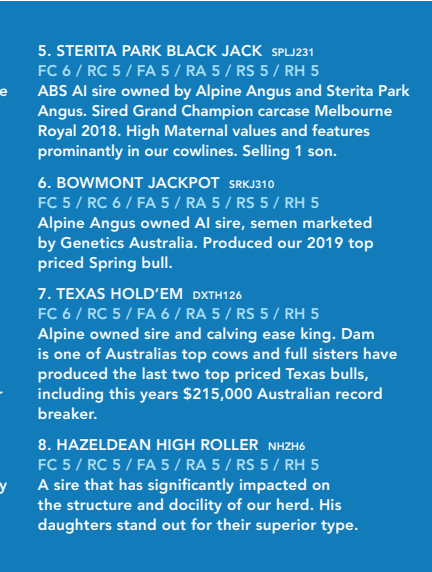 5. STERITA PARK BLACK JACK SPLJ231
FC 6 / RC 5 / FA 5 / RA 5 / RS 5 / RH 5
ABS AI sire owned by Alpine Angus and Sterita Park
Angus. Sired Grand Champion carcase Melbourne
Royal 2018. High Maternal values and features
prominantly in our cowlines. Selling 1 son.
6. BOWMONT JACKPOT SRKJ310
FC 5 / RC 6 / FA 5 / RA 5 / RS 5 / RH 5
Alpine Angus owned AI sire, semen marketed
by Genetics Australia. Produced our 2019 top
priced Spring bull.
7. TEXAS HOLD'EM DXTH126
FC 6 / RC 5 / FA 6 / RA 5 / RS 5 / RH 5
Alpine owned sire and calving ease king. Dam
is one of Australias top cows and full sisters have
produced the last two top priced Texas bulls,
including this years $215,000 Australian record
breaker.
8. HAZELDEAN HIGH ROLLER NHZH6
FC 5 / RC 5 / FA 5 / RA 5 / RS 5 / RH 5
A sire that has significantly impacted on
the structure and docility of our herd. His
daughters stand out for their superior type.